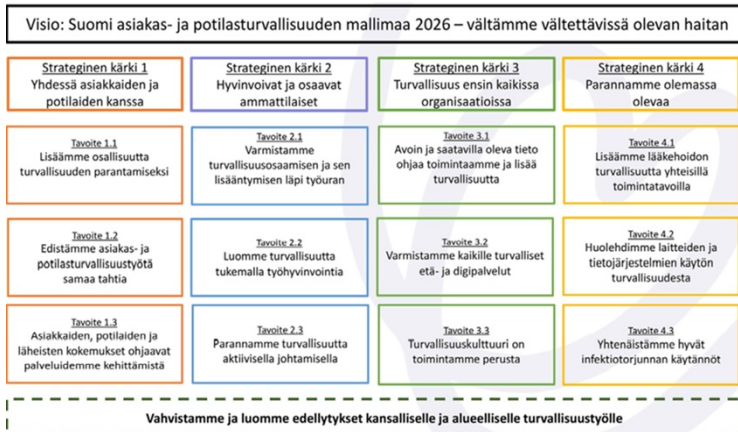 Visio: Suomi asiakas- ja potilasturvallisuuden mallimaa 2026 – vältämme vältettävissä olevan haitan
Strateginen kärki 1
Yhdessä asiakkaiden ja
potilaiden kanssa
Strateginen kärki 2
Hyvinvoivat ja osaavat
ammattilaiset
Strateginen kärki 3
Turvallisuus ensin kaikissa
organisaatioissa
Strateginen kärki 4
Parannamme olemassa
olevaa
Tavoite 1.1
Lisäämme osallisuutta
turvallisuuden parantamiseksi
Tavoite 2.1
Varmistamme
turvallisuusosaamisen ja sen
lisääntymisen läpi työuran
Tavoite 3.1
Avoin ja saatavilla oleva tieto
ohjaa toimintaamme ja lisää
turvallisuutta
Tavoite 4.1
Lisäämme lääkehoidon
turvallisuutta yhteisillä
toimintatavoilla
Tavoite 1.2
Edistämme asiakas- ja
potilasturvallisuustyötä
samaa tahtia
Tavoite 2.2
Luomme turvallisuutta
tukemalla työhyvinvointia
Tavoite 3.2
Varmistamme kaikille turvalliset
etä- ja digipalvelut
Tavoite 4.2
Huolehdimme laitteiden ja
tietojärjestelmien käytön
turvallisuudesta
Tavoite 1.3
Asiakkaiden, potilaiden ja
läheisten kokemukset ohjaavat
palveluidemme kehittämistä
Tavoite 2.3
Parannamme turvallisuutta
aktiivisella johtamisella
Tavoite 3.3
Turvallisuuskulttuuri on
toimintamme perusta
Tavoite 4.3
Yhtenäistämme hyvät
infektiotorjunnan käytännöt
Vahvistamme ja luomme edellytykset kansalliselle ja alueelliselle turvallisuustyölle